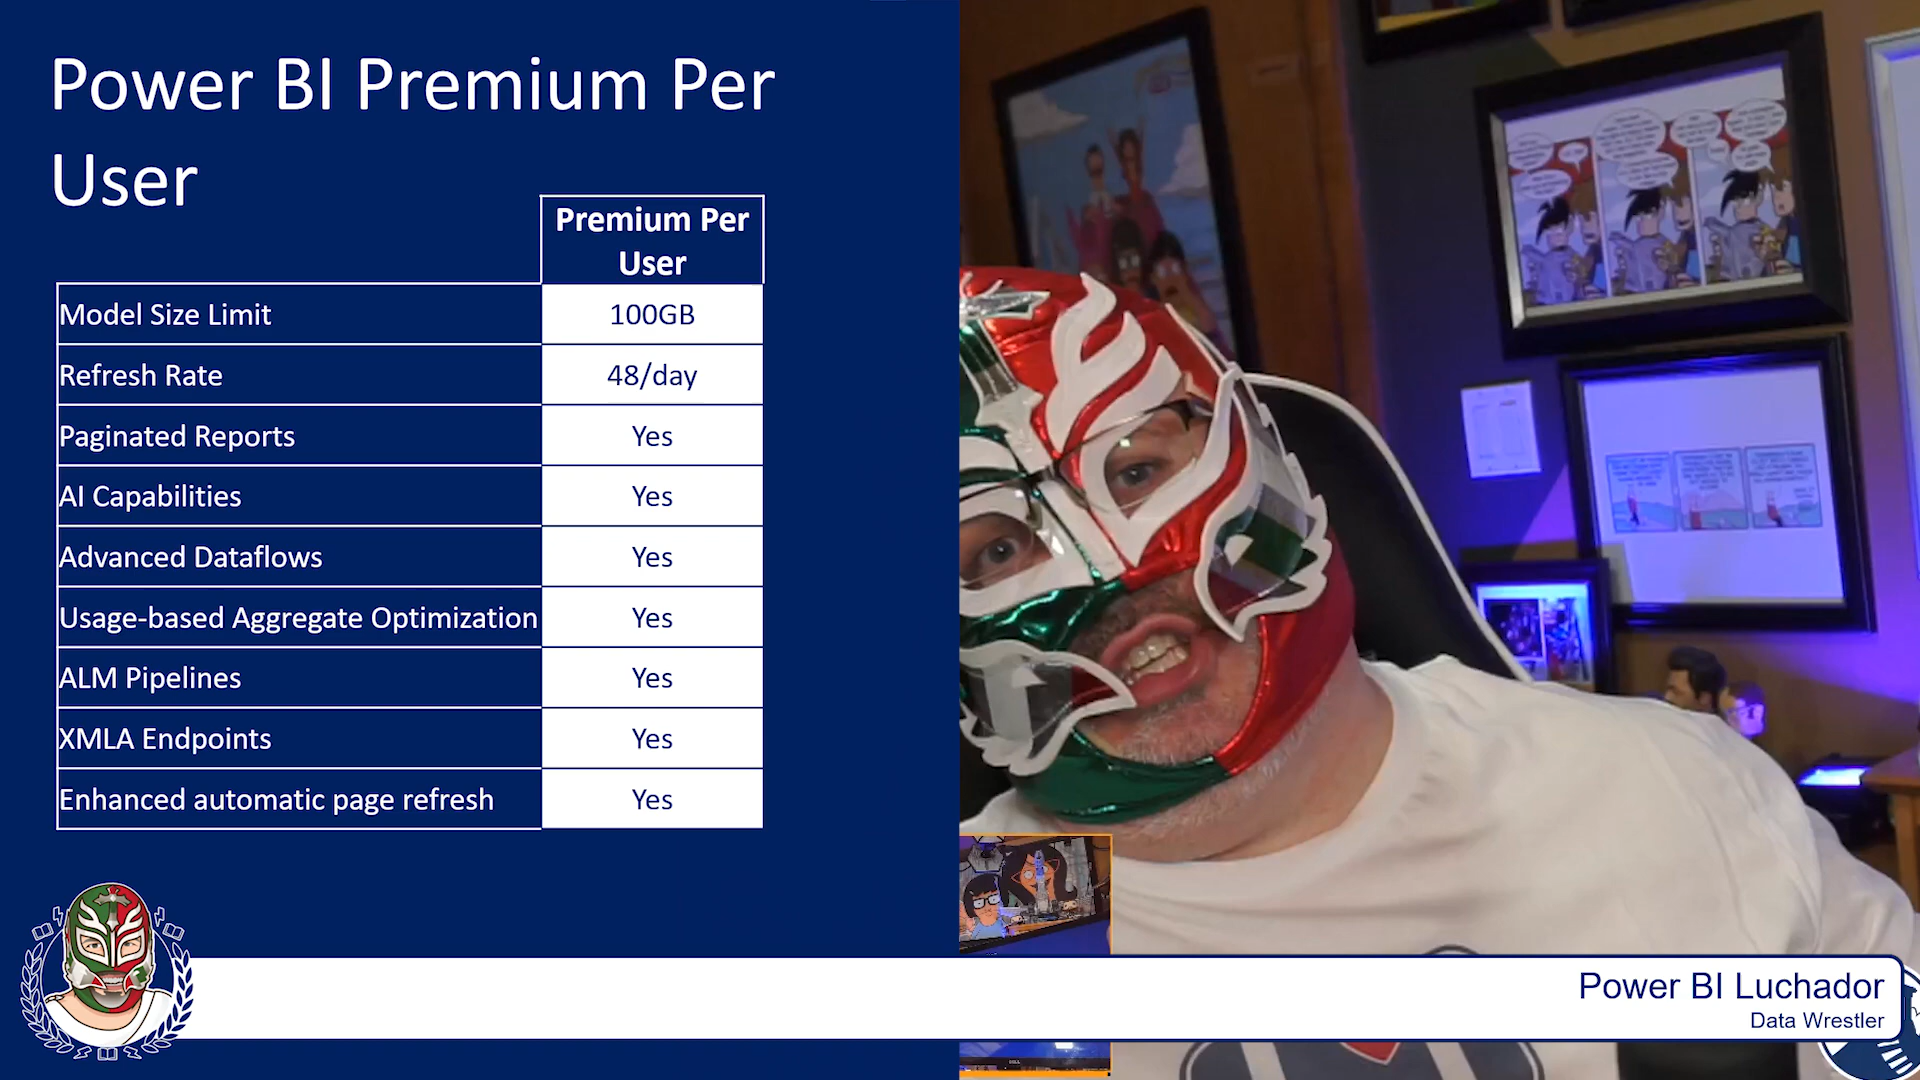 Power BI Premium Per
User
Premium Per
User
Model Size Limit 100GB
Refresh Rate 48/day
Paginated Reports Yes
AI Capabilities Yes
Advanced Dataflows Yes
Usage-based Aggregate Optimization Yes
ALM Pipelines Yes
XMLA Endpoints Yes
Enhanced automatic page refresh Yes
Power BI Luchador
Data Wrestler